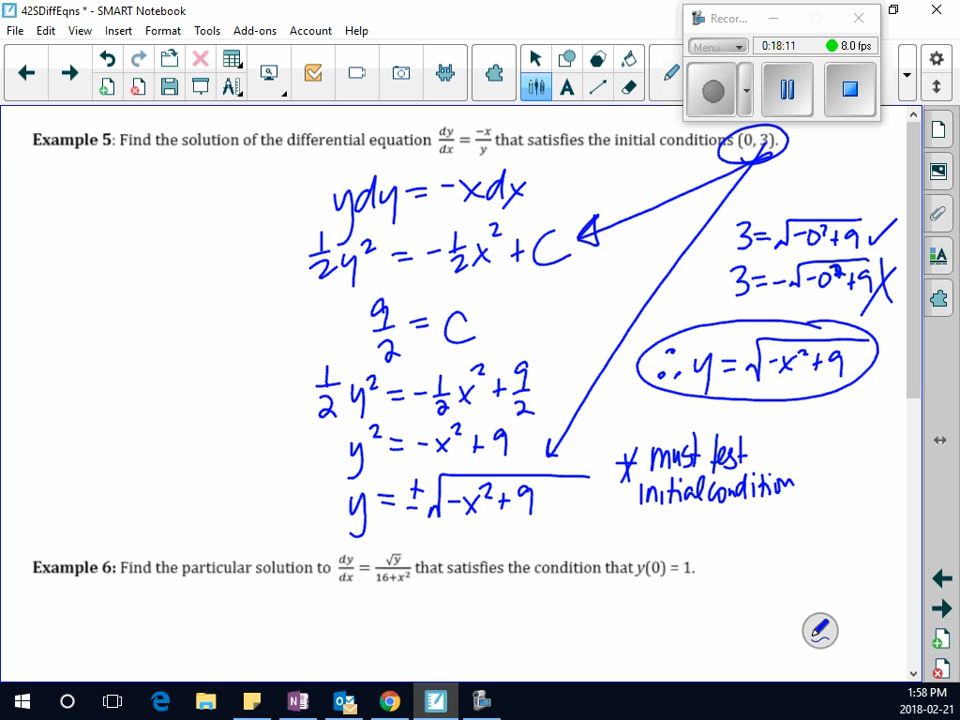 42SDiffEqns * - SMART Notebook
File Edit View Insert Format Tools Add-ons Account Help
Recor...
Menu
0:18:11
8.0 fps
Example 5: Find the solution of the differential equation dy/dx = −x/y that satisfies the initial conditions (0, 3).
ydy = -xdx
1/2 y² = -1/2 x² + C
9/2 = C
1/2 y² = -1/2 x² + 9/2
y² = -x² + 9
y = ±√(-x² + 9)
3 = √(-0² + 9) ✓
3 = -√(-0² + 9) X
∴ y = √(-x² + 9)
* must test
initial condition
Example 6: Find the particular solution to dy/dx = √y/(16+x²) that satisfies the condition that y(0) = 1.
1:58 PM
2018-02-21